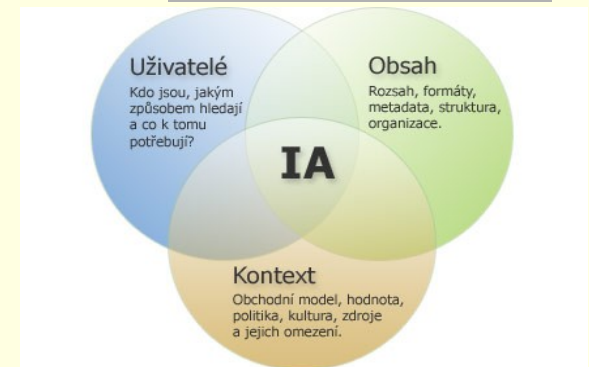 Uživatelé
Kdo jsou, jakým
způsobem hledají
a co k tomu
potřebují?
Obsah
Rozsah, formáty,
metadata, struktura,
organizace.
IA
Kontext
Obchodní model, hodnota,
politika, kultura, zdroje
a jejich omezení.